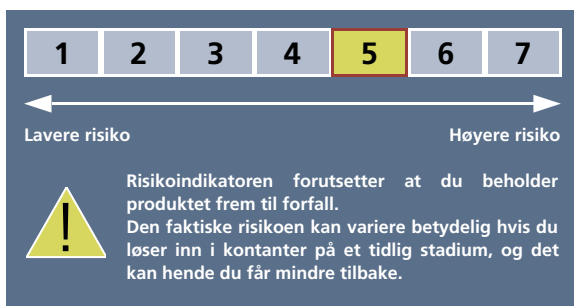 1 2 3 4 5 6 7
Lavere risiko Høyere risiko
Risikoindikatoren forutsetter at du beholder
produktet frem til forfall.
Den faktiske risikoen kan variere betydelig hvis du
løser inn i kontanter på et tidlig stadium, og det
kan hende du får mindre tilbake.
!